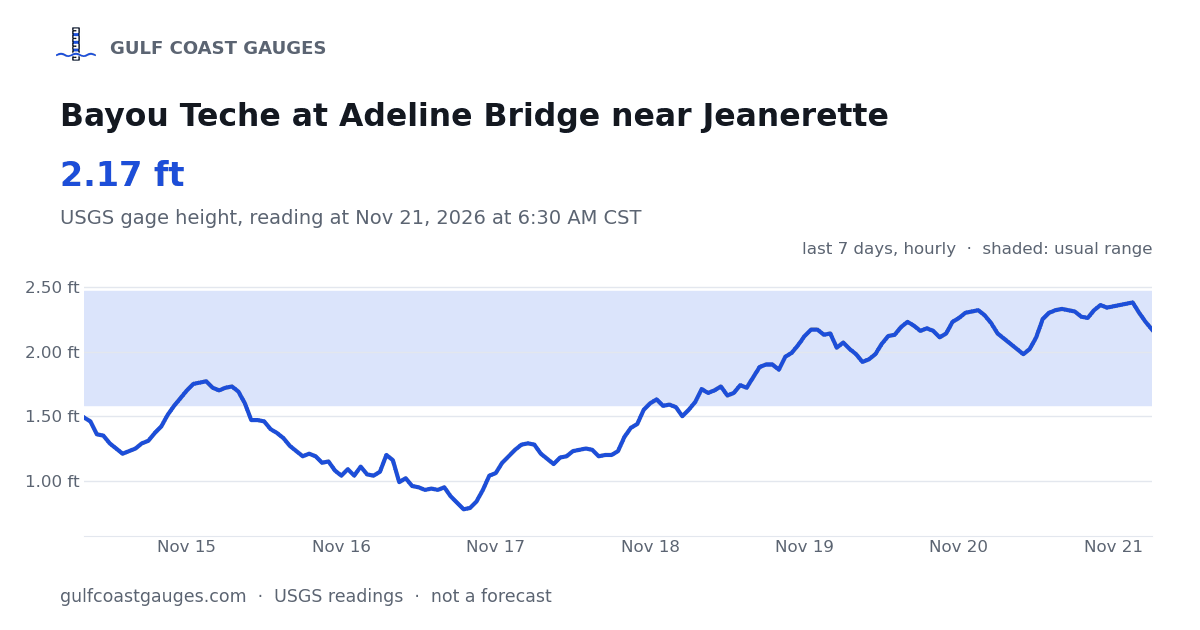 GULF COAST GAUGES
Bayou Teche at Adeline Bridge near Jeanerette
2.17 ft
USGS gage height, reading at Nov 21, 2026 at 6:30 AM CST
last 7 days, hourly · shaded: usual range
2.50 ft
2.00 ft
1.50 ft
1.00 ft
Nov 15 Nov 16 Nov 17 Nov 18 Nov 19 Nov 20 Nov 21
gulfcoastgauges.com · USGS readings · not a forecast